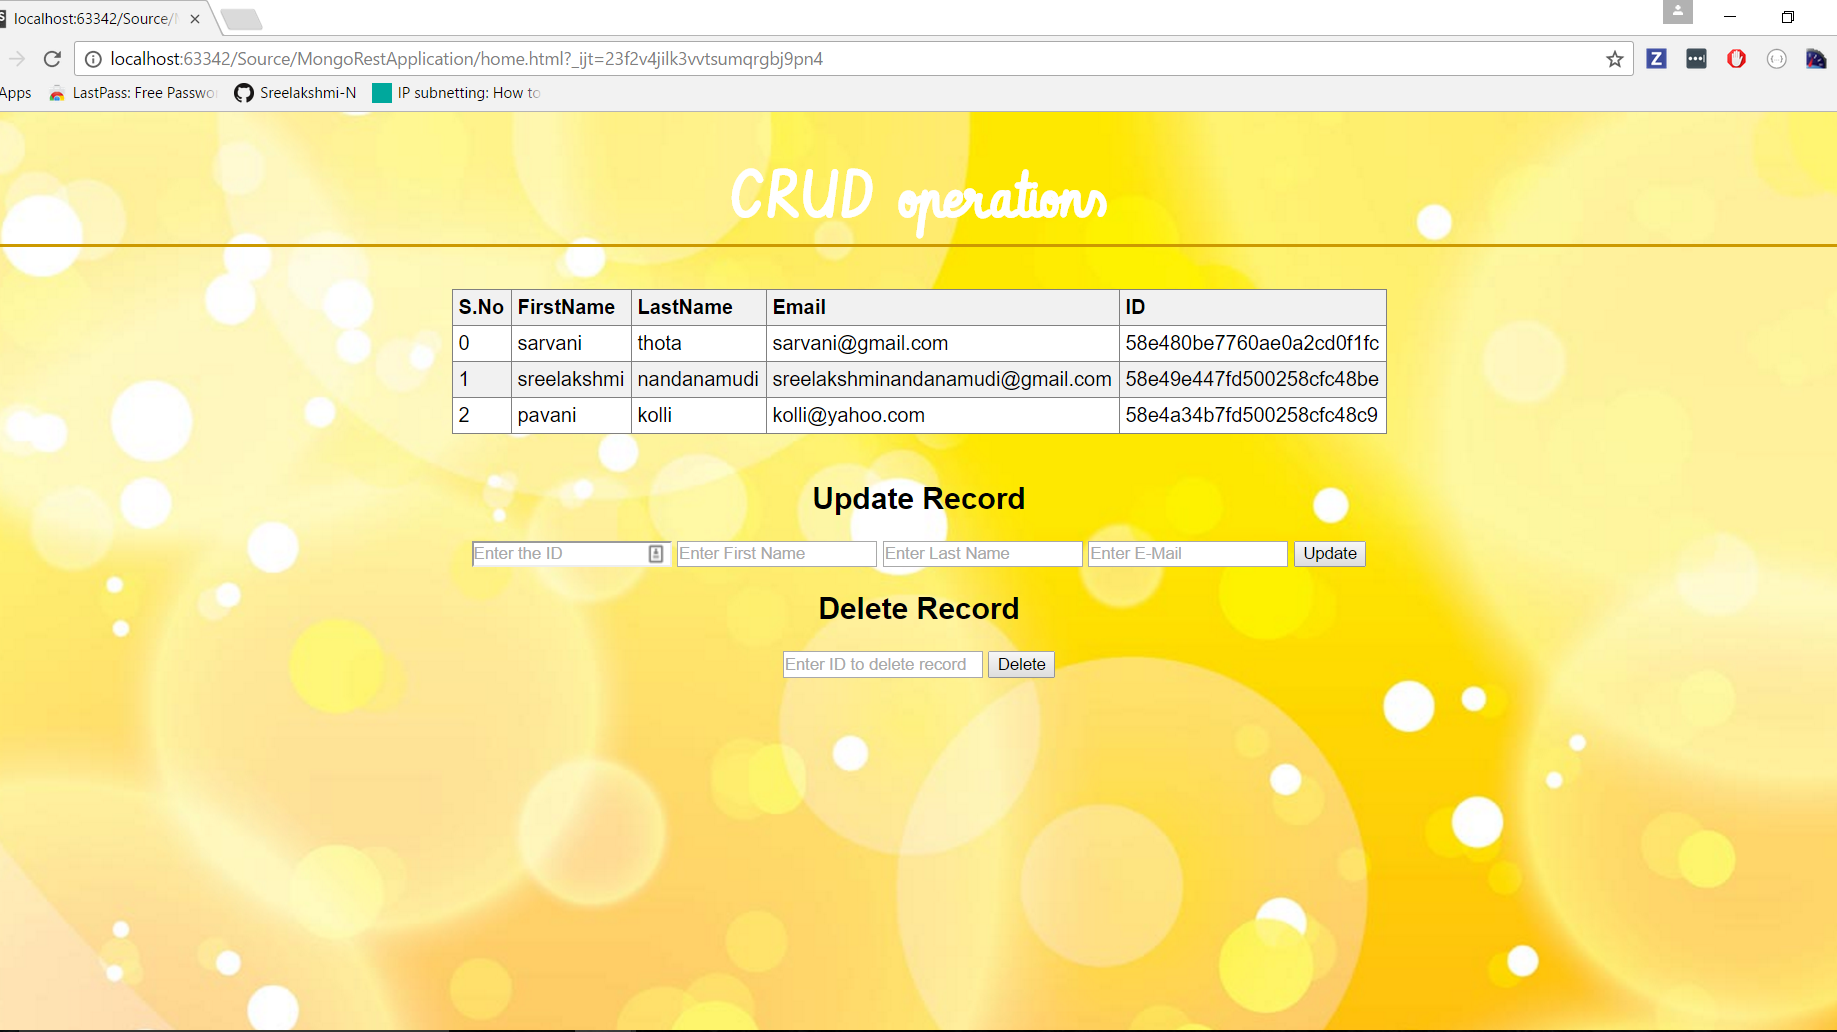 localhost:63342/Source/
localhost:63342/Source/MongoRestApplication/home.html?_ijt=23f2v4jilk3vvtsumqrgbj9pn4
Apps LastPass: Free Passwo Sreelakshmi-N IP subnetting: How to
CRUD operations
S.No FirstName LastName Email ID
0 sarvani thota sarvani@gmail.com 58e480be7760ae0a2cd0f1fc
1 sreelakshmi nandanamudi sreelakshminandanamudi@gmail.com 58e49e447fd500258cfc48be
2 pavani kolli kolli@yahoo.com 58e4a34b7fd500258cfc48c9
Update Record
Enter the ID Enter First Name Enter Last Name Enter E-Mail Update
Delete Record
Enter ID to delete record Delete